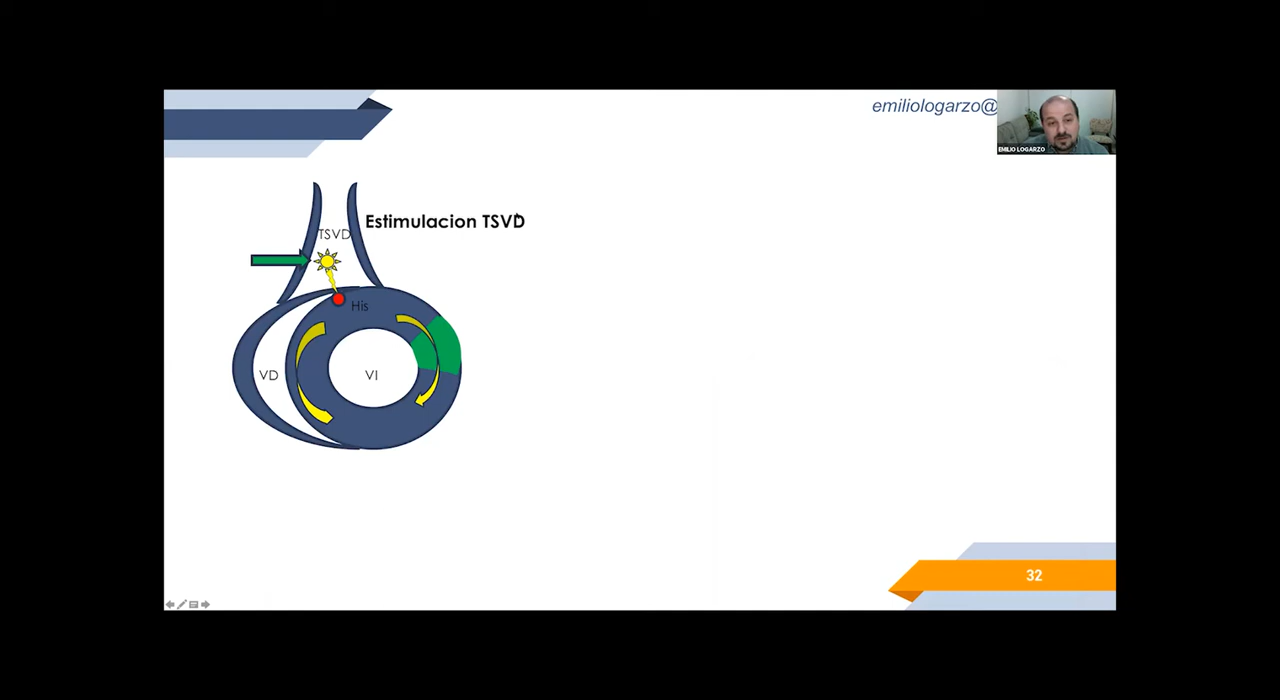 emiliologarzo@
EMILIO LOGARZO
Estimulacion TSVD
TSVD
His
VD
VI
32